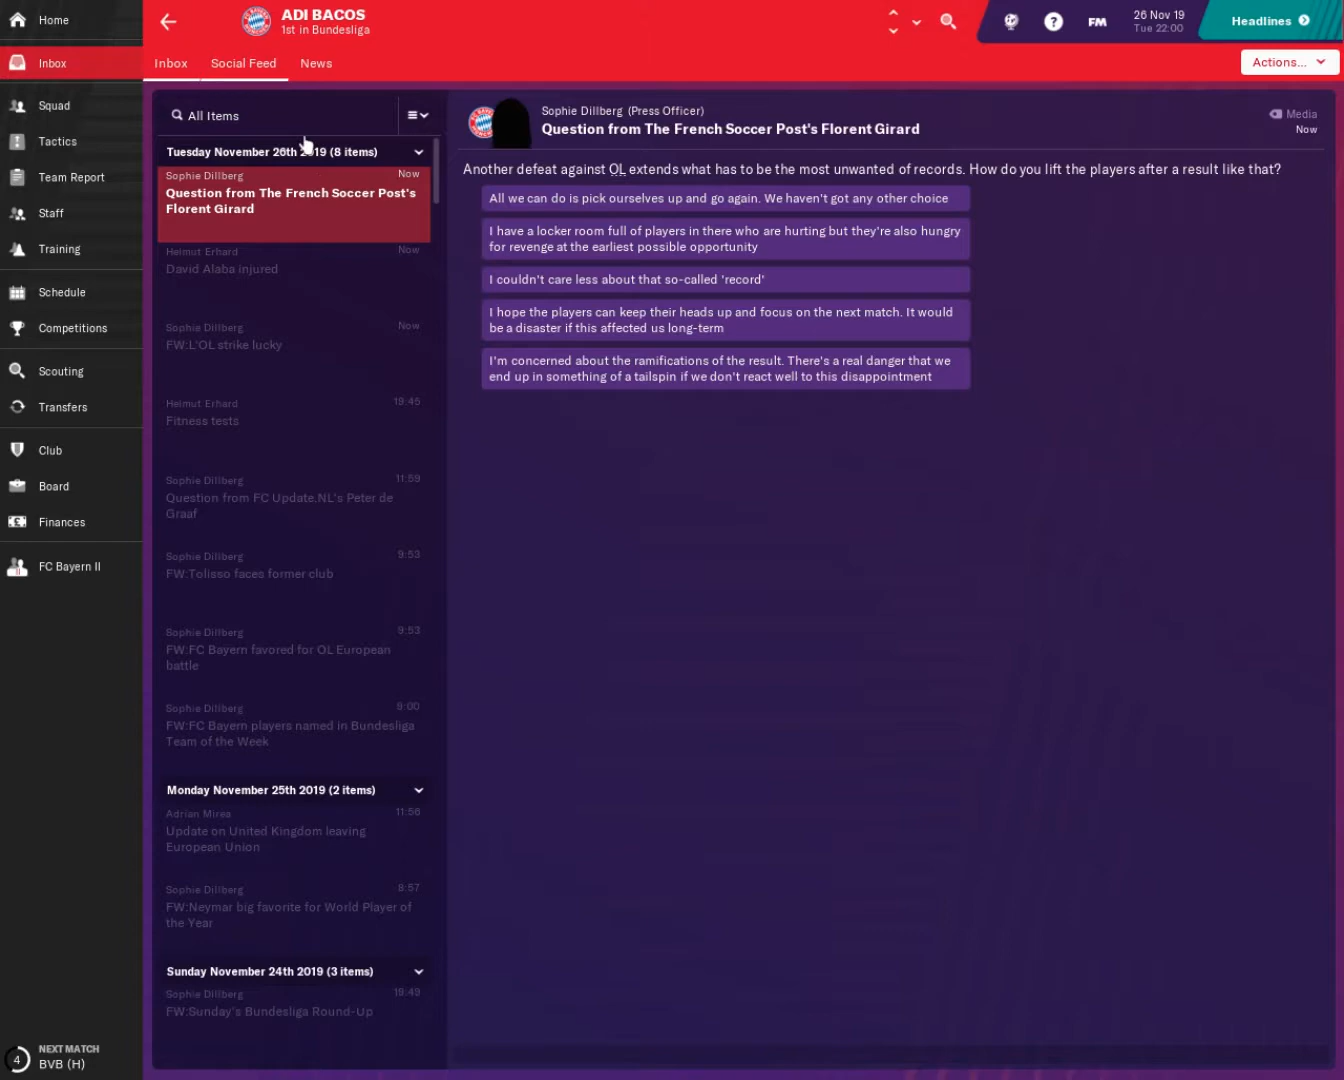 Home
ADI BACOS
1st in Bundesliga
26 Nov 19
Tue 22:00
FM
?
Headlines
Inbox
Inbox
Social Feed
News
Actions...
Squad
Tactics
Team Report
Staff
Training
Schedule
Competitions
Scouting
Transfers
Club
Board
Finances
FC Bayern II
4
NEXT MATCH
BVB (H)
All Items
Tuesday November 26th 2019 (8 items)
Sophie Dillberg
Now
Question from The French Soccer Post's
Florent Girard
Helmut Erhard
Now
David Alaba injured
Sophie Dillberg
Now
FW:L'OL strike lucky
Helmut Erhard
19:45
Fitness tests
Sophie Dillberg
11:59
Question from FC Update.NL's Peter de
Graaf
Sophie Dillberg
9:53
FW:Tolisso faces former club
Sophie Dillberg
9:53
FW:FC Bayern favored for OL European
battle
Sophie Dillberg
9:00
FW:FC Bayern players named in Bundesliga
Team of the Week
Monday November 25th 2019 (2 items)
Adrian Mirea
11:56
Update on United Kingdom leaving
European Union
Sophie Dillberg
8:57
FW:Neymar big favorite for World Player of
the Year
Sunday November 24th 2019 (3 items)
Sophie Dillberg
19:49
FW:Sunday's Bundesliga Round-Up
Sophie Dillberg (Press Officer)
Question from The French Soccer Post's Florent Girard
Media
Now
Another defeat against OL extends what has to be the most unwanted of records. How do you lift the players after a result like that?
All we can do is pick ourselves up and go again. We haven't got any other choice
I have a locker room full of players in there who are hurting but they're also hungry
for revenge at the earliest possible opportunity
I couldn't care less about that so-called 'record'
I hope the players can keep their heads up and focus on the next match. It would
be a disaster if this affected us long-term
I'm concerned about the ramifications of the result. There's a real danger that we
end up in something of a tailspin if we don't react well to this disappointment